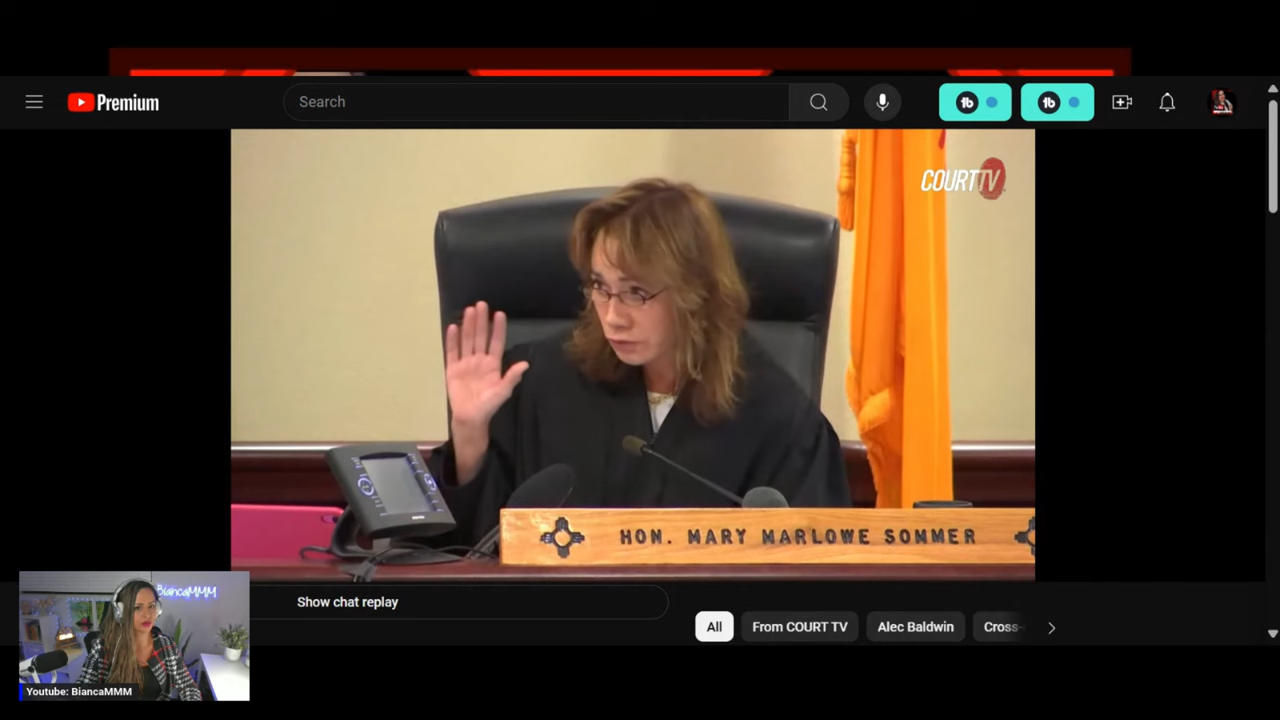 Premium
Search
COURT TV
HON. MARY MARLOWE SOMMER
BiancaMMM
Show chat replay
All
From COURT TV
Alec Baldwin
Cross-
Youtube: BiancaMMM